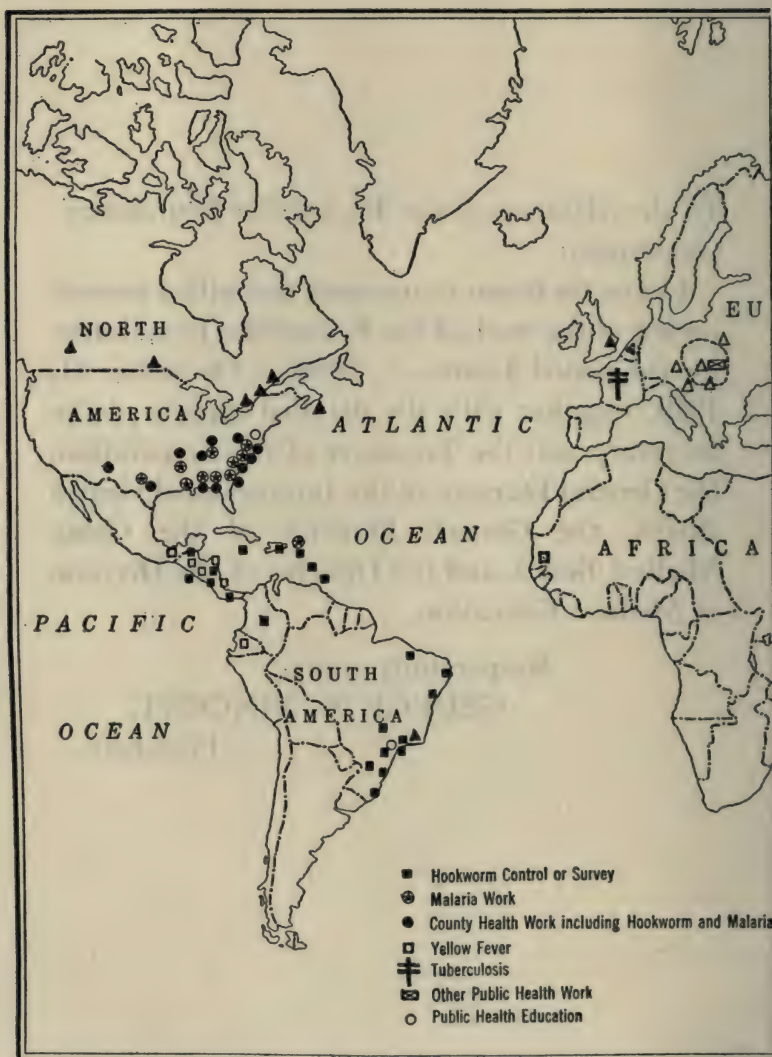 NORTH
AMERICA
ATLANTIC
OCEAN
EU
AFRICA
PACIFIC
OCEAN
SOUTH
AMERICA
Hookworm Control or Survey
Malaria Work
County Health Work including Hookworm and Malaria
Yellow Fever
Tuberculosis
Other Public Health Work
Public Health Education